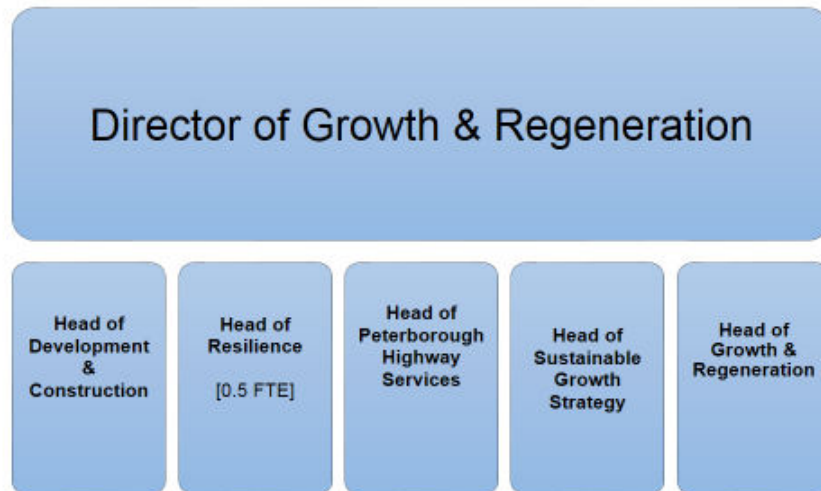 Director of Growth & Regeneration
Head of
Development
&
Construction
Head of
Resilience
[0.5 FTE]
Head of
Peterborough
Highway
Services
Head of
Sustainable
Growth
Strategy
Head of
Growth &
Regeneration